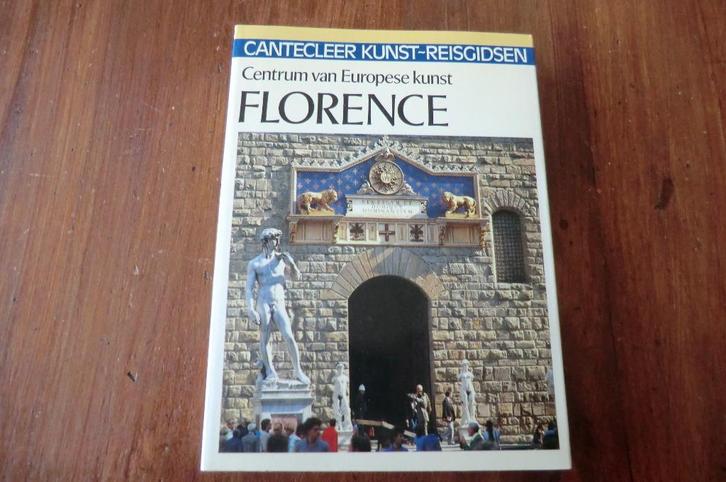 CANTECLEER KUNST-REISGIDSEN
Centrum van Europese kunst
FLORENCE